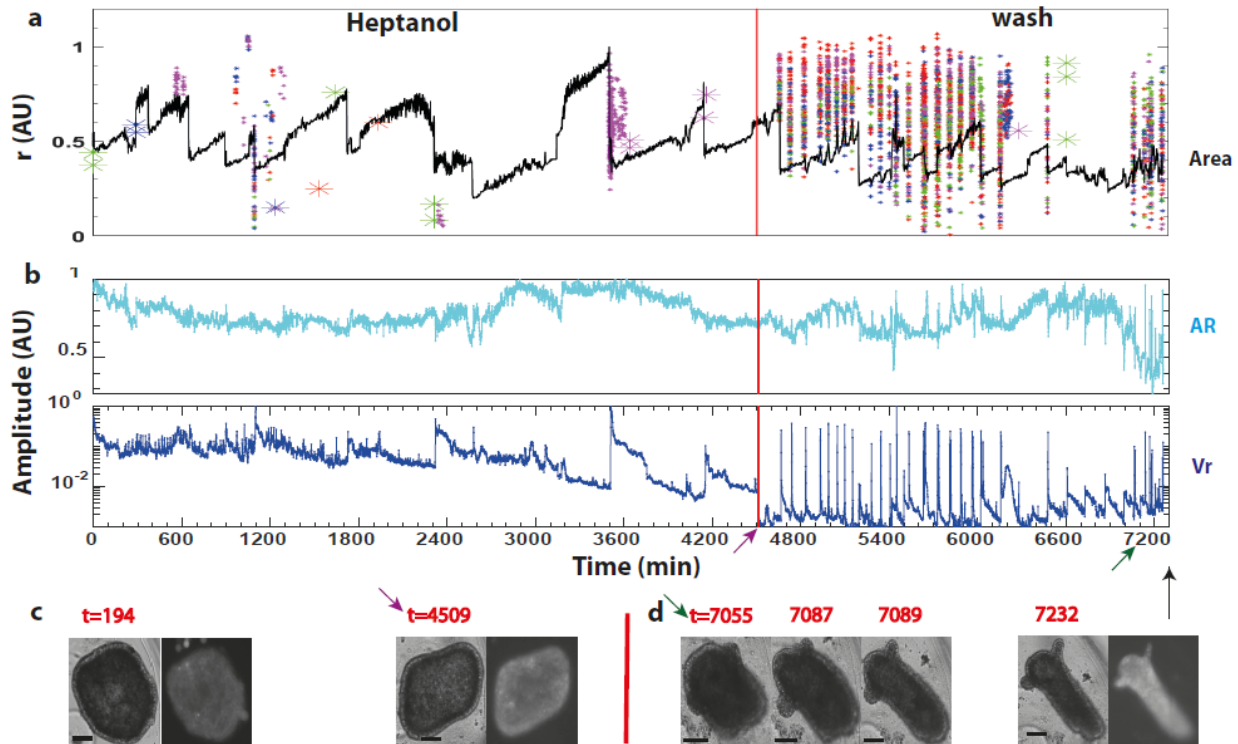 a
Heptanol
wash
r (AU)
1
0.5
0
Area
b
Amplitude (AU)
1
0.5
AR
10⁰
10⁰
10⁻²
Vr
0 600 1200 1800 2400 3000 3600 4200 4800 5400 6000 6600 7200
Time (min)
c
t=194
t=4509
d
t=7055
7087
7089
7232